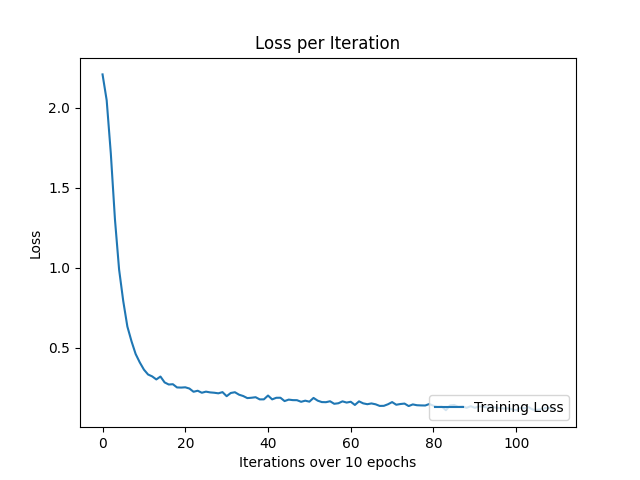 Loss per Iteration
Loss
2.0
1.5
1.0
0.5
Training Loss
0 20 40 60 80 100
Iterations over 10 epochs